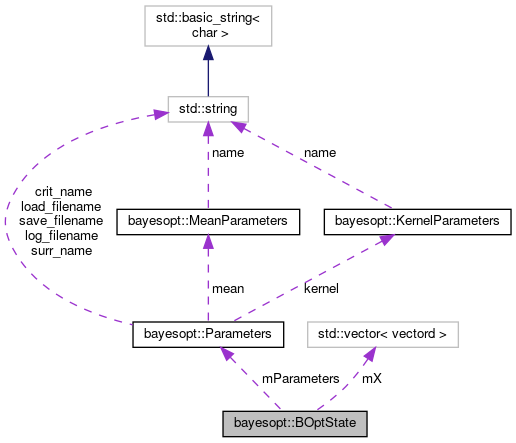 std::basic_string<
char >
std::string
name
name
crit_name
load_filename
save_filename
log_filename
surr_name
bayesopt::MeanParameters
bayesopt::KernelParameters
mean
kernel
bayesopt::Parameters
std::vector< vectord >
mParameters
mX
bayesopt::BOptState